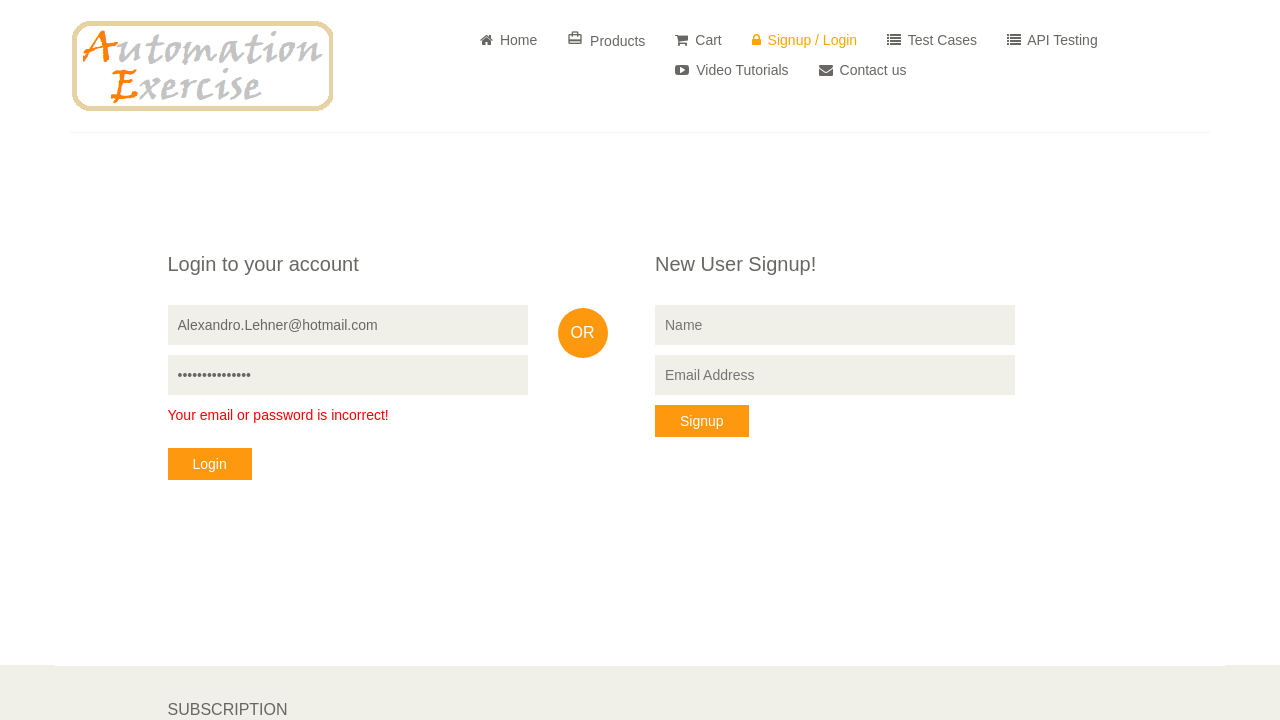 Automation
Exercise
Home
Products
Cart
Signup / Login
Test Cases
API Testing
Video Tutorials
Contact us
Login to your account
Alexandro.Lehner@hotmail.com
•••••••••••••••
Your email or password is incorrect!
Login
OR
New User Signup!
Name
Email Address
Signup
SUBSCRIPTION